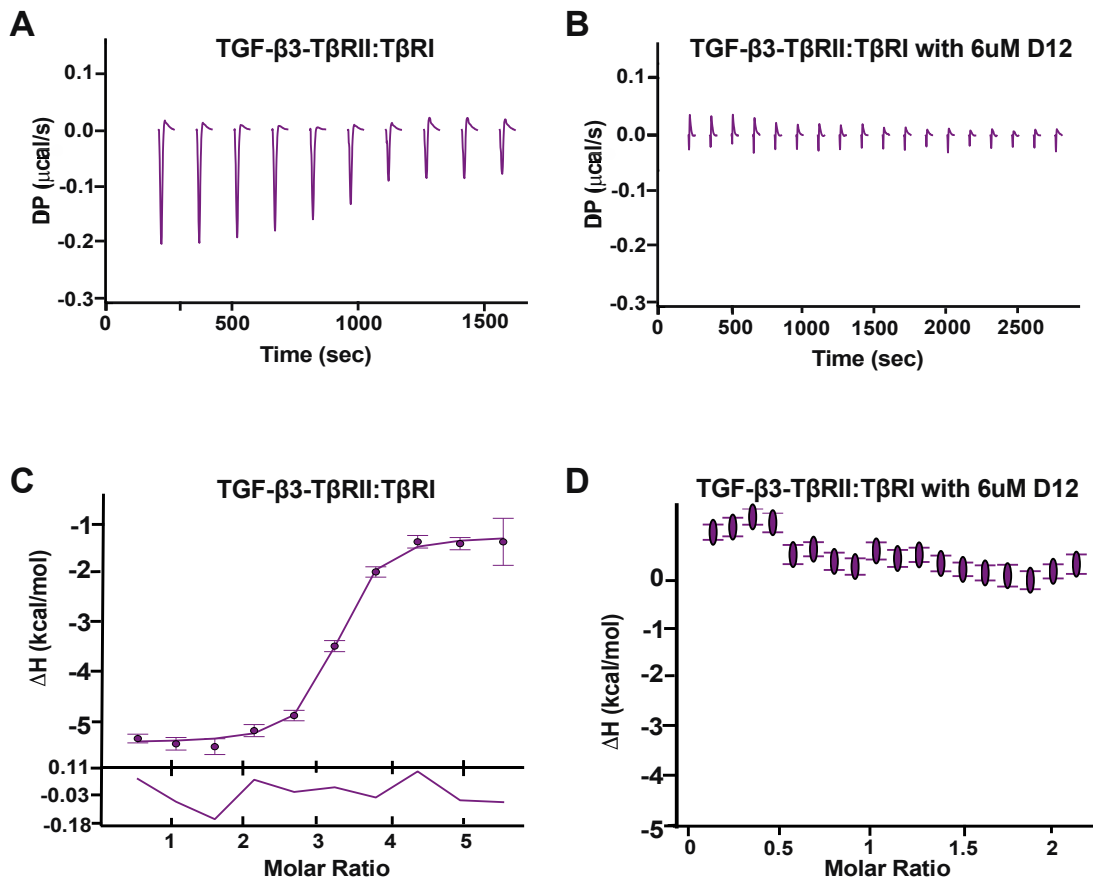 A
TGF-β3-TβRII:TβRI
0.1
0.0
-0.1
-0.2
-0.3
DP (μcal/s)
0
500
1000
1500
Time (sec)
B
TGF-β3-TβRII:TβRI with 6uM D12
0.1
0.0
-0.1
-0.2
-0.3
DP (μcal/s)
0
500
1000
1500
2000
2500
Time (sec)
C
TGF-β3-TβRII:TβRI
-1
-2
-3
-4
-5
ΔH (kcal/mol)
0.11
-0.03
-0.18
1
2
3
4
5
Molar Ratio
D
TGF-β3-TβRII:TβRI with 6uM D12
0
-1
-2
-3
-4
-5
ΔH (kcal/mol)
0
0.5
1
1.5
2
Molar Ratio